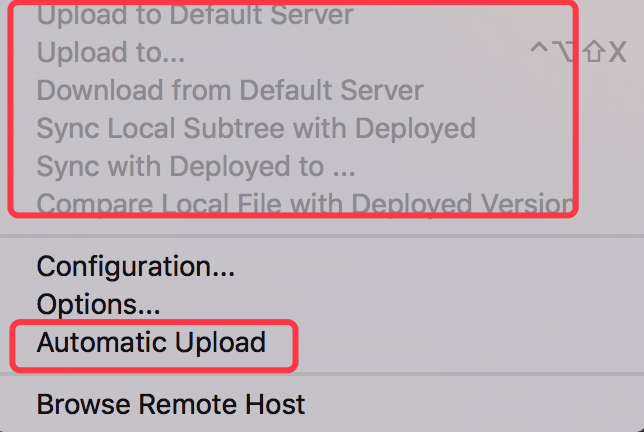 Upload to Default Server
Upload to... ⌃⌥⇧X
Download from Default Server
Sync Local Subtree with Deployed
Sync with Deployed to ...
Compare Local File with Deployed Version
Configuration...
Options...
Automatic Upload
Browse Remote Host